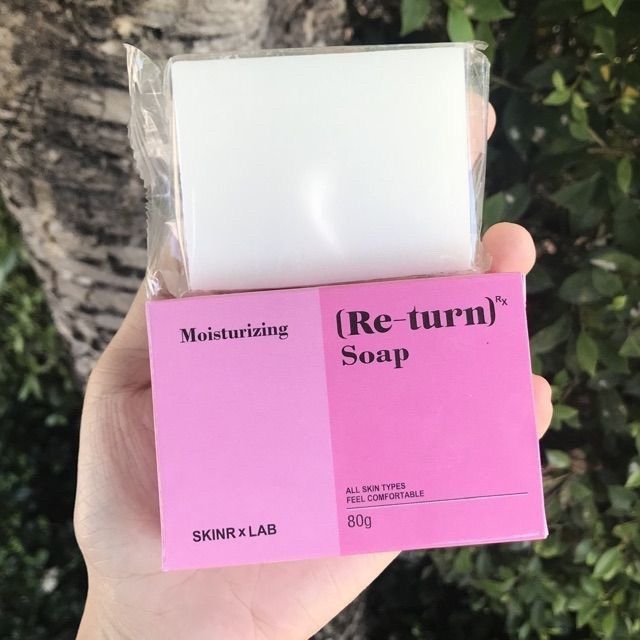 Moisturizing
(Re-turn)Rx
Soap
ALL SKIN TYPES
FEEL COMFORTABLE
80g
SKINR x LAB